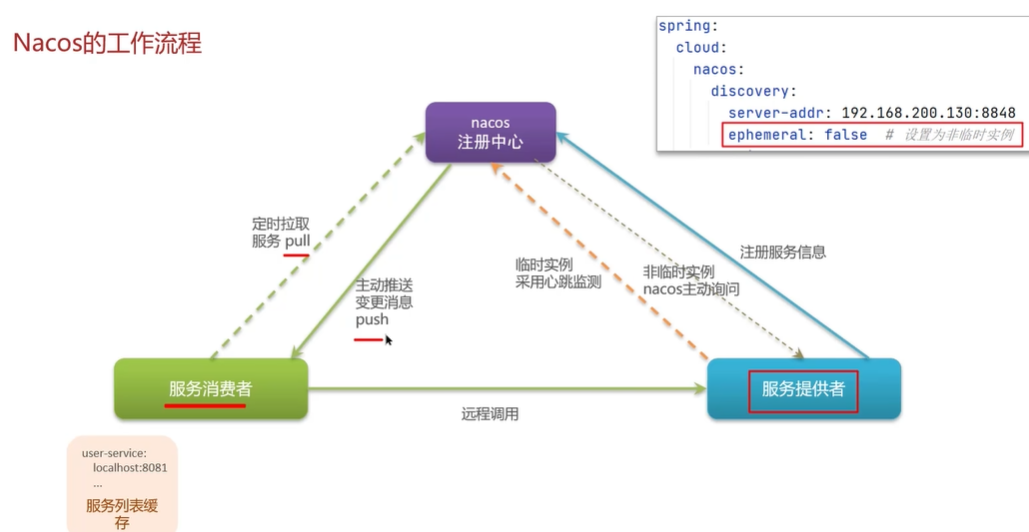 Nacos的工作流程
spring:
cloud:
nacos:
discovery:
server-addr: 192.168.200.130:8848
ephemeral: false # 设置为非临时实例
nacos
注册中心
定时拉取
服务 pull
主动推送
变更消息
push
临时实例
采用心跳监测
非临时实例
nacos主动询问
注册服务信息
服务消费者
服务提供者
远程调用
user-service:
localhost:8081
...
服务列表缓
存